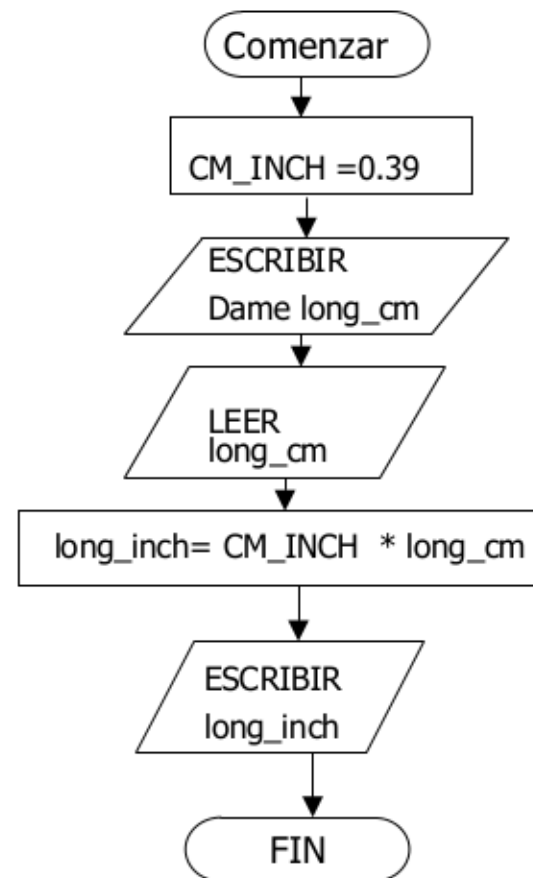 Comenzar
CM_INCH =0.39
ESCRIBIR
Dame long_cm
LEER
long_cm
long_inch= CM_INCH * long_cm
ESCRIBIR
long_inch
FIN